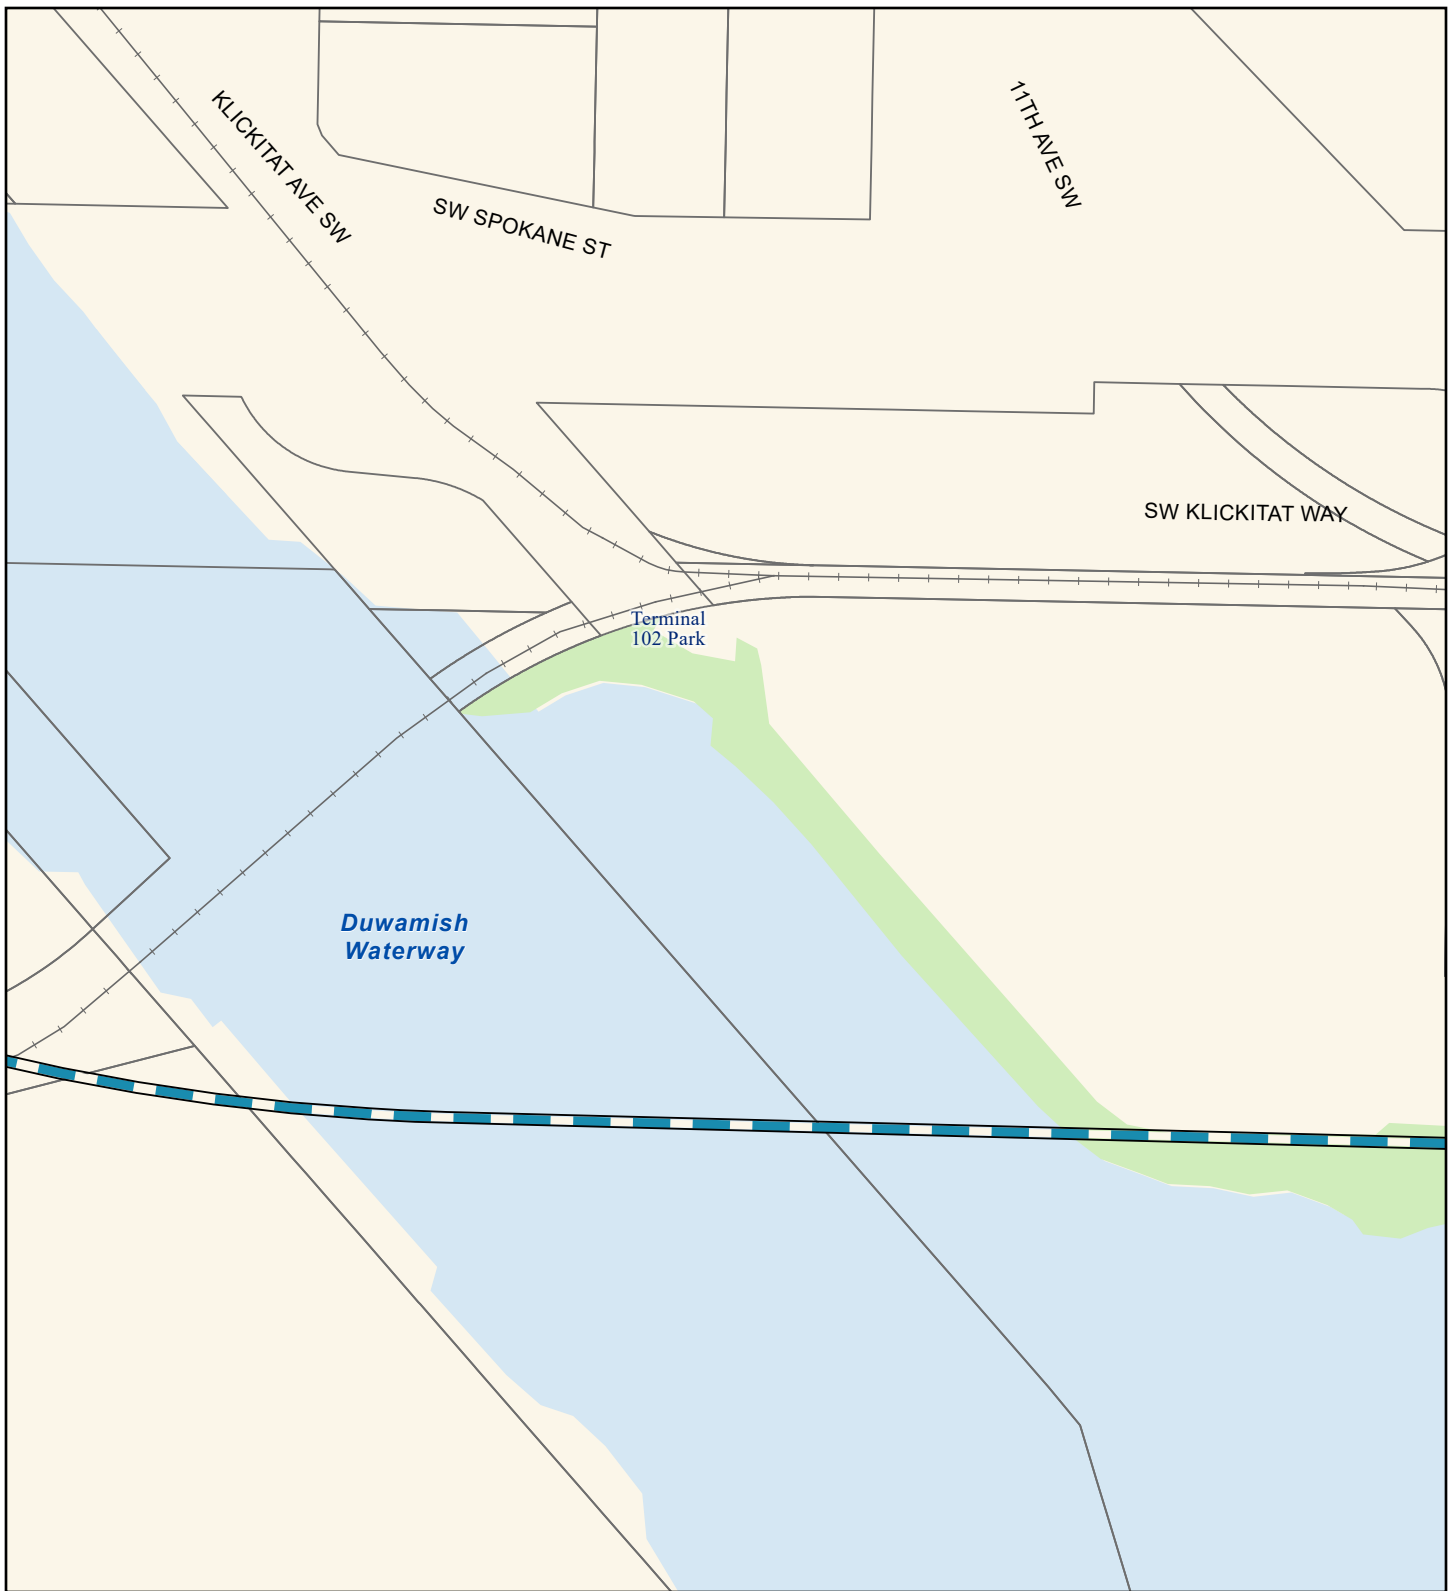 KLICKITAT AVE SW
11TH AVE SW
SW SPOKANE ST
SW KLICKITAT WAY
Terminal
102 Park
Duwamish
Waterway